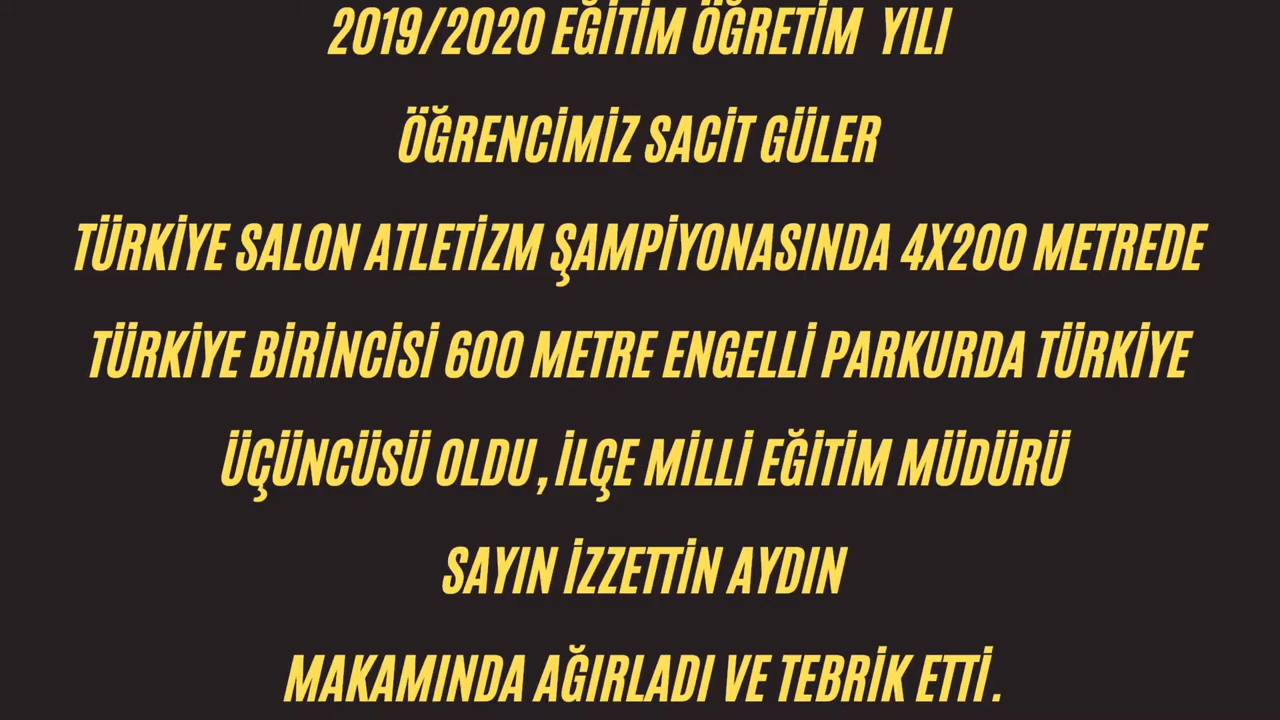 2019/2020 EĞİTİM ÖĞRETİM YILI
ÖĞRENCİMİZ SACİT GÜLER
TÜRKİYE SALON ATLETİZM ŞAMPİYONASINDA 4X200 METREDE
TÜRKİYE BİRİNCİSİ 600 METRE ENGELLİ PARKURDA TÜRKİYE
ÜÇÜNCÜSÜ OLDU , İLÇE MİLLİ EĞİTİM MÜDÜRÜ
SAYIN İZZETTİN AYDIN
MAKAMINDA AĞIRLADI VE TEBRİK ETTİ .